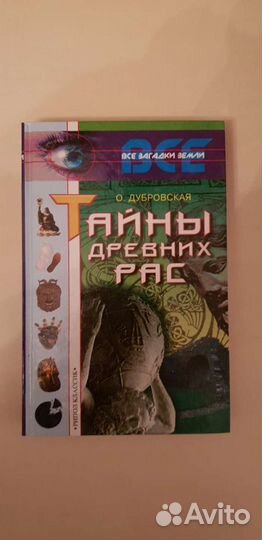 ВСЕ
ВСЕ ЗАГАДКИ ЗЕМЛИ
О. ДУБРОВСКАЯ
ТАЙНЫ
ДРЕВНИХ
РАС
•РИПОЛ КЛАССИК•
Avito